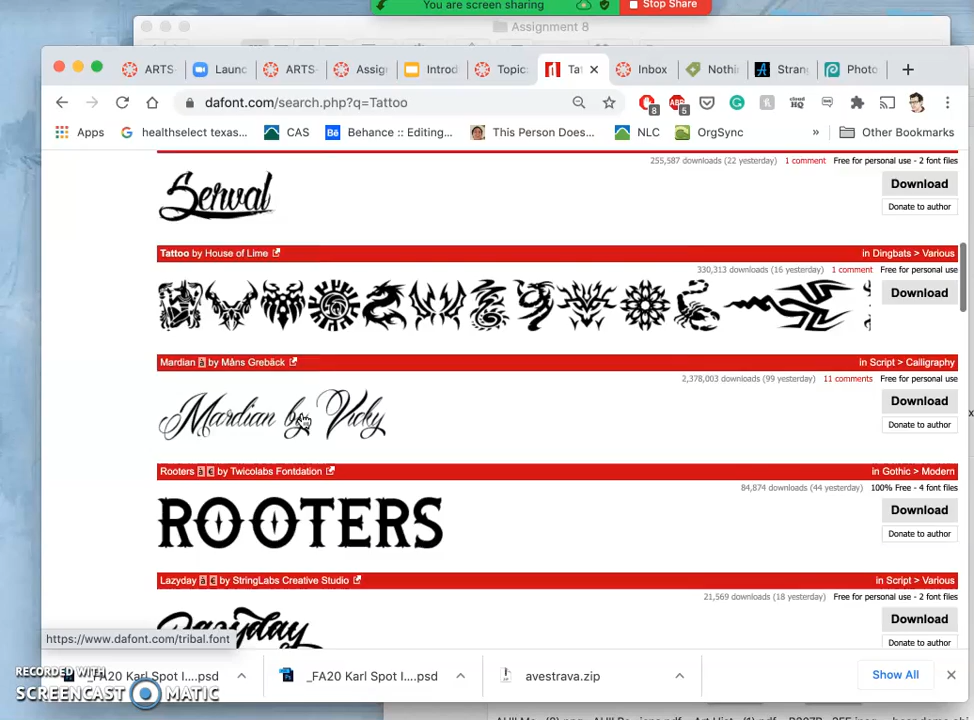 You are screen sharing
Stop Share
Assignment 8
ARTS-
Launc
ARTS-
Assig
Introd
Topic:
Tat
Inbox
Nothi
Strang
Photo
dafont.com/search.php?q=Tattoo
8
5
cloud
HQ
Apps
healthselect texas...
CAS
Bē Behance :: Editing...
This Person Does...
NLC
OrgSync
»
Other Bookmarks
255,587 downloads (22 yesterday) 1 comment Free for personal use - 2 font files
Serval
Download
Donate to author
Tattoo by House of Lime in Dingbats > Various
330,313 downloads (16 yesterday) 1 comment Free for personal use
Download
Mardian à by Måns Grebäck in Script > Calligraphy
2,378,003 downloads (99 yesterday) 11 comments Free for personal use
Mardian by Vicky
Download
Donate to author
Rooters à € by Twicolabs Fontdation in Gothic > Modern
84,874 downloads (44 yesterday) 100% Free - 4 font files
ROOTERS
Download
Donate to author
Lazyday à € by StringLabs Creative Studio in Script > Various
21,569 downloads (18 yesterday) Free for personal use - 2 font files
Lazyday
Download
Donate to author
https://www.dafont.com/tribal.font
_FA20 Karl Spot I....psd
_FA20 Karl Spot I....psd
avestrava.zip
Show All
RECORDED WITH
SCREENCAST MATIC